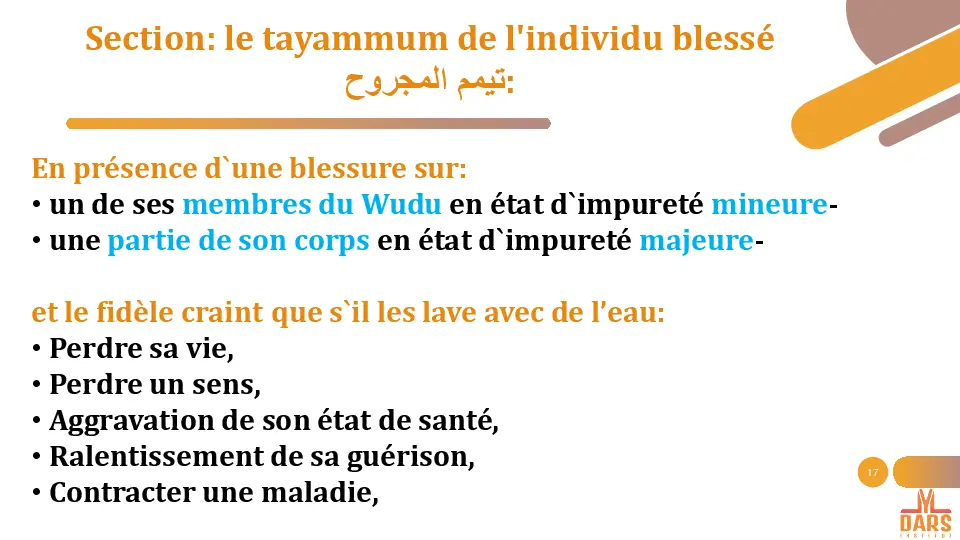 Section: le tayammum de l'individu blessé
تيمم المجروح:
En présence d`une blessure sur:
• un de ses membres du Wudu en état d`impureté mineure-
• une partie de son corps en état d`impureté majeure-
et le fidèle craint que s`il les lave avec de l’eau:
• Perdre sa vie,
• Perdre un sens,
• Aggravation de son état de santé,
• Ralentissement de sa guérison,
• Contracter une maladie,
17
DARS
INSTITUT